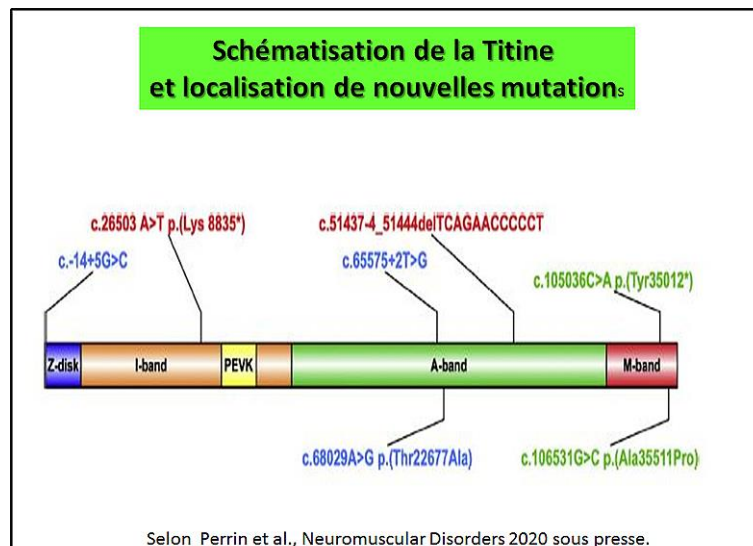 Schématisation de la Titine
et localisation de nouvelles mutations
c.26503 A>T p.(Lys 8835*)
c.51437-4_51444delTCAGAACCCCCT
c.-14+5G>C
c.65575+2T>G
c.105036C>A p.(Tyr35012*)
Z-disk
I-band
PEVK
A-band
M-band
c.68029A>G p.(Thr22677Ala)
c.106531G>C p.(Ala35511Pro)
Selon Perrin et al., Neuromuscular Disorders 2020 sous presse.